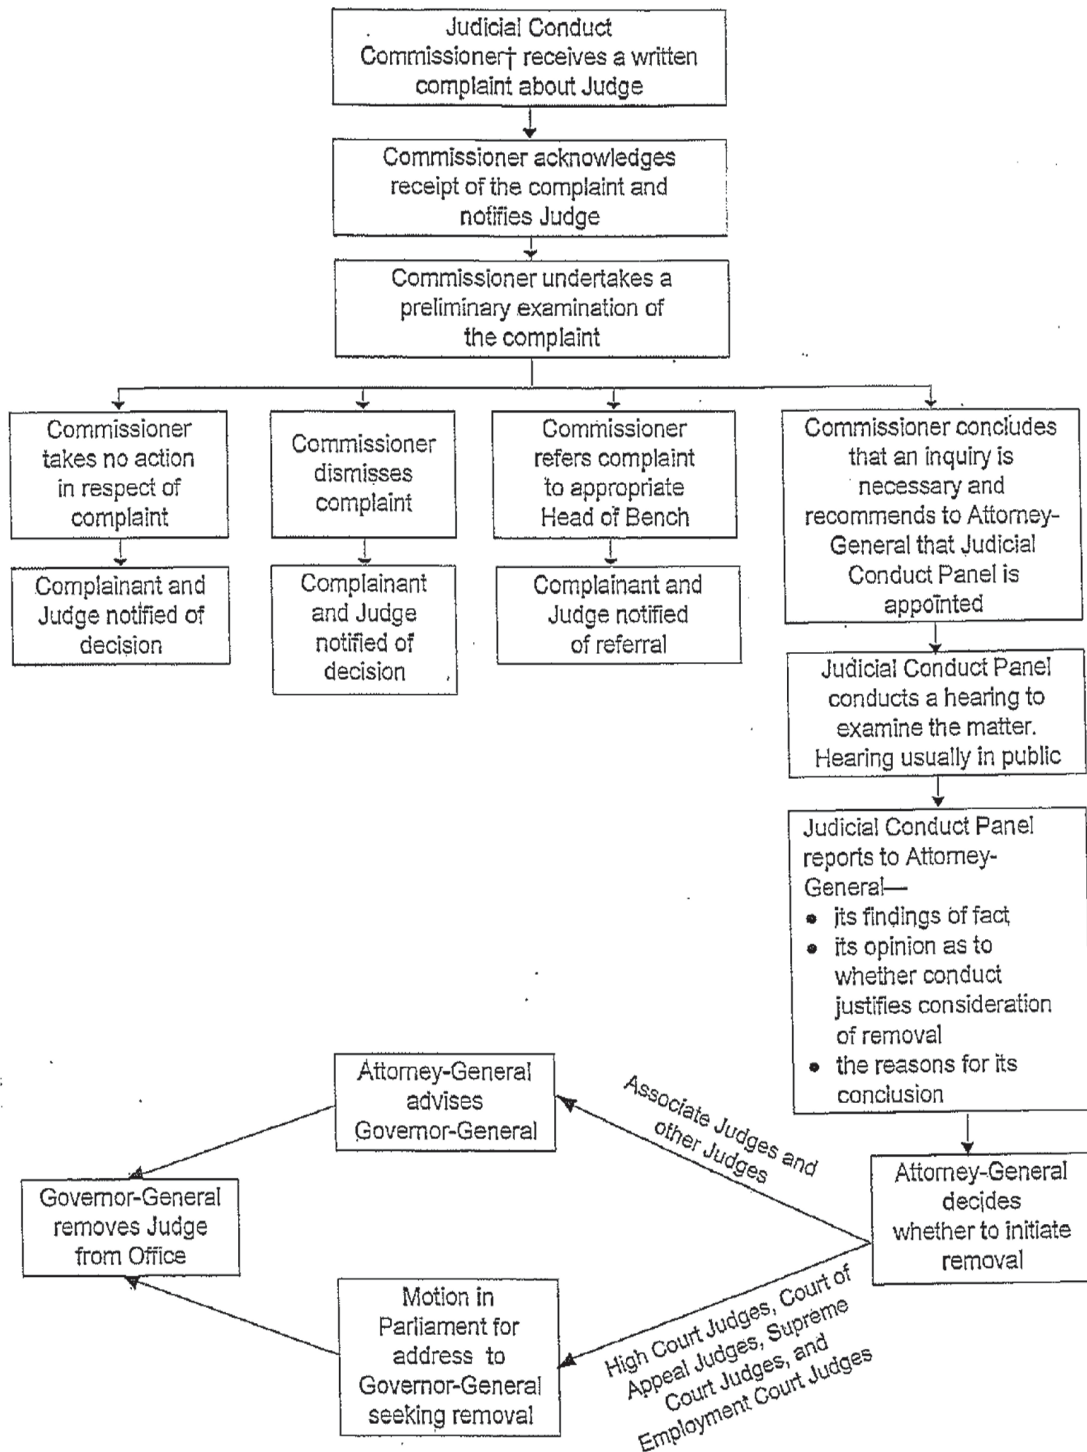 Judicial Conduct
Commissioner† receives a written
complaint about Judge
Commissioner acknowledges
receipt of the complaint and
notifies Judge
Commissioner undertakes a
preliminary examination of
the complaint
Commissioner
takes no action
in respect of
complaint
Commissioner
dismisses
complaint
Commissioner
refers complaint
to appropriate
Head of Bench
Commissioner concludes
that an inquiry is
necessary and
recommends to Attorney-
General that Judicial
Conduct Panel is
appointed
Complainant and
Judge notified of
decision
Complainant
and Judge
notified of
decision
Complainant and
Judge notified
of referral
Judicial Conduct Panel
conducts a hearing to
examine the matter.
Hearing usually in public
Judicial Conduct Panel
reports to Attorney-
General—
• its findings of fact
• its opinion as to
whether conduct
justifies consideration
of removal
• the reasons for its
conclusion
Attorney-General
decides
whether to initiate
removal
Associate Judges and
other Judges
Attorney-General
advises
Governor-General
High Court Judges, Court of
Appeal Judges, Supreme
Court Judges, and
Employment Court Judges
Motion in
Parliament for
address to
Governor-General
seeking removal
Governor-General
removes Judge
from Office